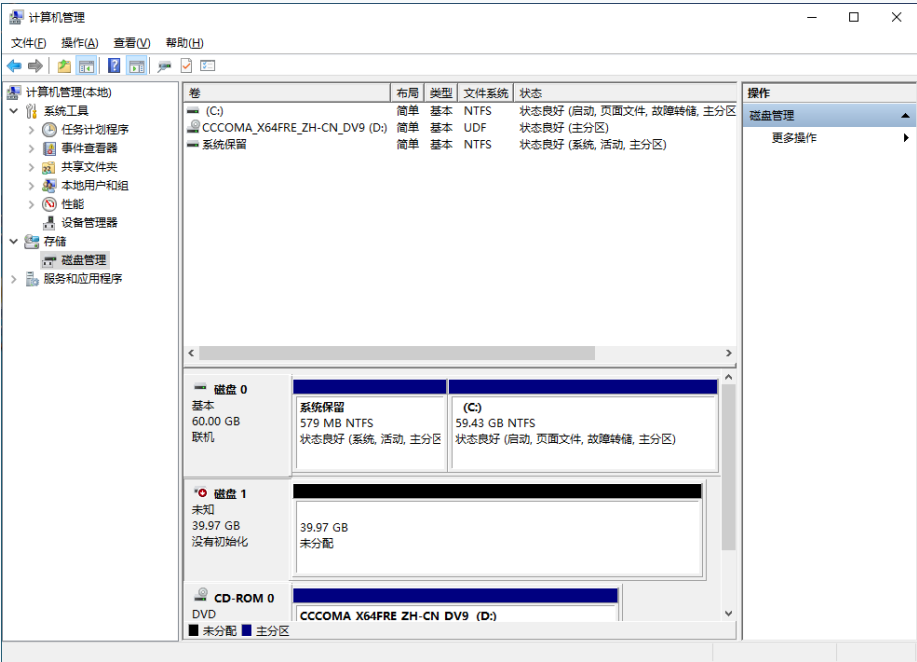 计算机管理
文件(F) 操作(A) 查看(V) 帮助(H)
计算机管理(本地)
系统工具
任务计划程序
事件查看器
共享文件夹
本地用户和组
性能
设备管理器
存储
磁盘管理
服务和应用程序
卷 布局 类型 文件系统 状态
(C:) 简单 基本 NTFS 状态良好 (启动, 页面文件, 故障转储, 主分区
CCCOMA_X64FRE_ZH-CN_DV9 (D:) 简单 基本 UDF 状态良好 (主分区)
系统保留 简单 基本 NTFS 状态良好 (系统, 活动, 主分区)
磁盘 0
基本
60.00 GB
联机
系统保留
579 MB NTFS
状态良好 (系统, 活动, 主分区
(C:)
59.43 GB NTFS
状态良好 (启动, 页面文件, 故障转储, 主分区)
磁盘 1
未知
39.97 GB
没有初始化
39.97 GB
未分配
CD-ROM 0
DVD
CCCOMA_X64FRE_ZH-CN_DV9 (D:)
未分配 主分区
操作
磁盘管理
更多操作